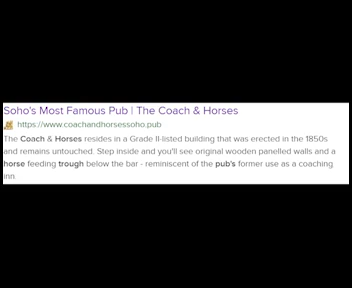 Soho's Most Famous Pub | The Coach & Horses
https://www.coachandhorsessoho.pub
The Coach & Horses resides in a Grade II-listed building that was erected in the 1850s
and remains untouched. Step inside and you'll see original wooden panelled walls and a
horse feeding trough below the bar - reminiscent of the pub's former use as a coaching
inn.